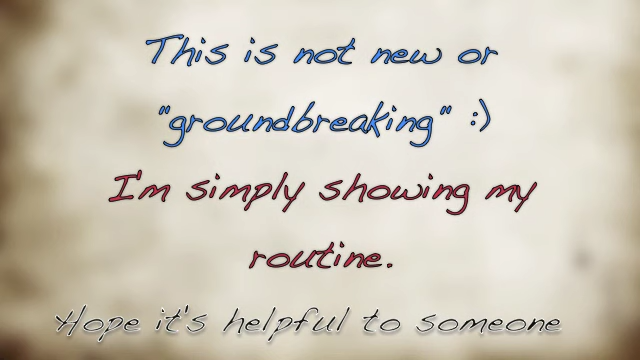 This is not new or
"groundbreaking" :)
I'm simply showing my
routine.
Hope it's helpful to someone